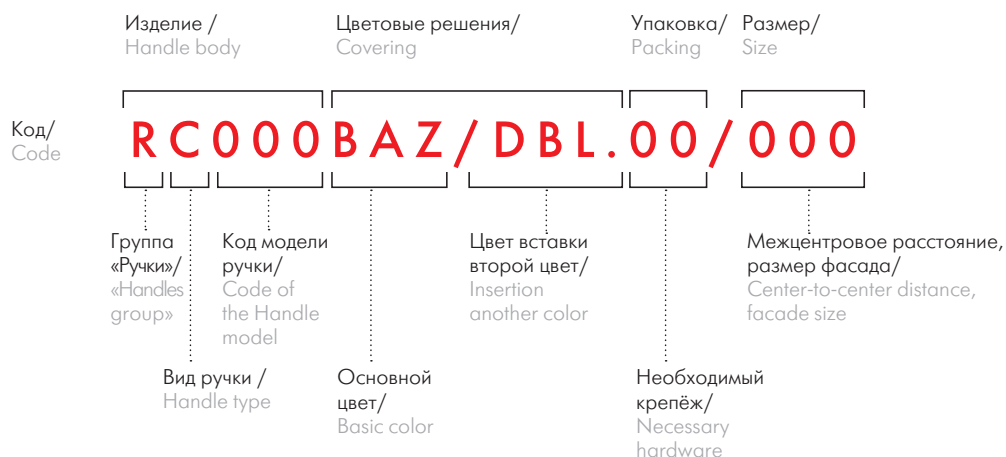 Изделие /
Handle body
Цветовые решения/
Covering
Упаковка/
Packing
Размер/
Size
Код/
Code
RC000BAZ/DBL.00/000
Группа
«Ручки»/
«Handles
group»
Код модели
ручки/
Code of
the Handle
model
Цвет вставки
второй цвет/
Insertion
another color
Межцентровое расстояние,
размер фасада/
Center-to-center distance,
facade size
Вид ручки /
Handle type
Основной
цвет/
Basic color
Необходимый
крепёж/
Necessary
hardware